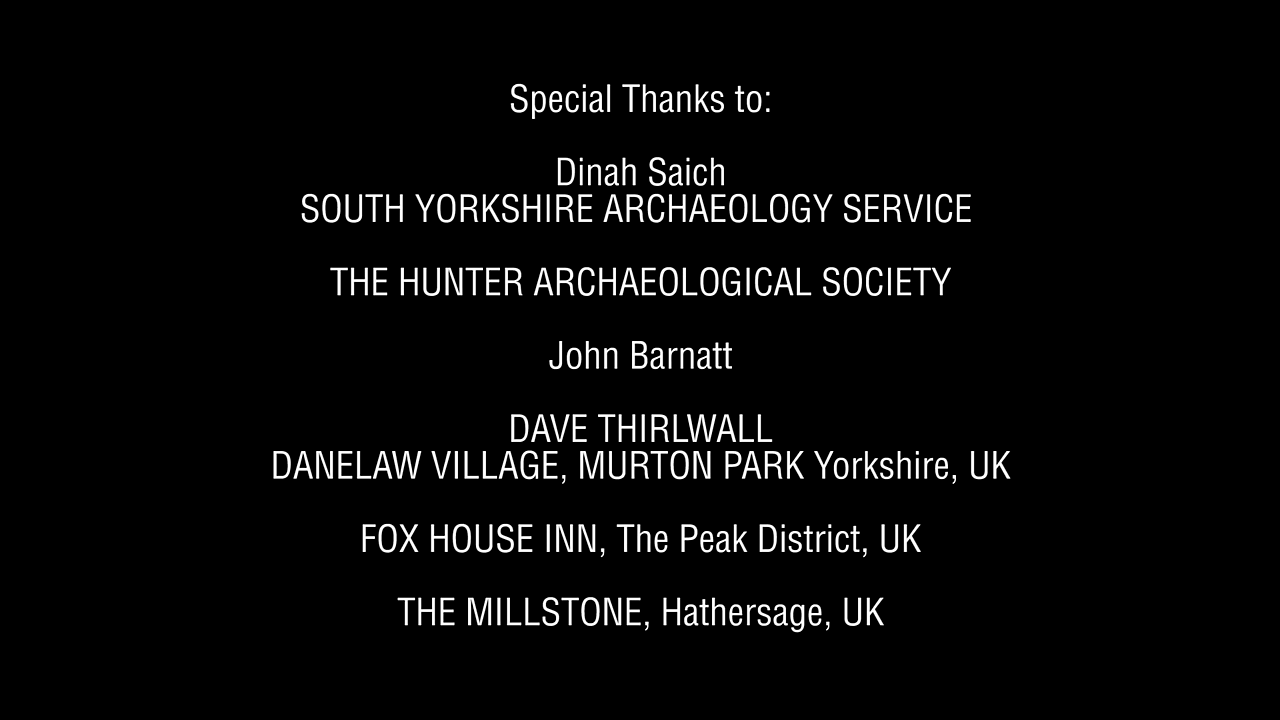 Special Thanks to:
Dinah Saich
SOUTH YORKSHIRE ARCHAEOLOGY SERVICE
THE HUNTER ARCHAEOLOGICAL SOCIETY
John Barnatt
DAVE THIRLWALL
DANELAW VILLAGE, MURTON PARK Yorkshire, UK
FOX HOUSE INN, The Peak District, UK
THE MILLSTONE, Hathersage, UK